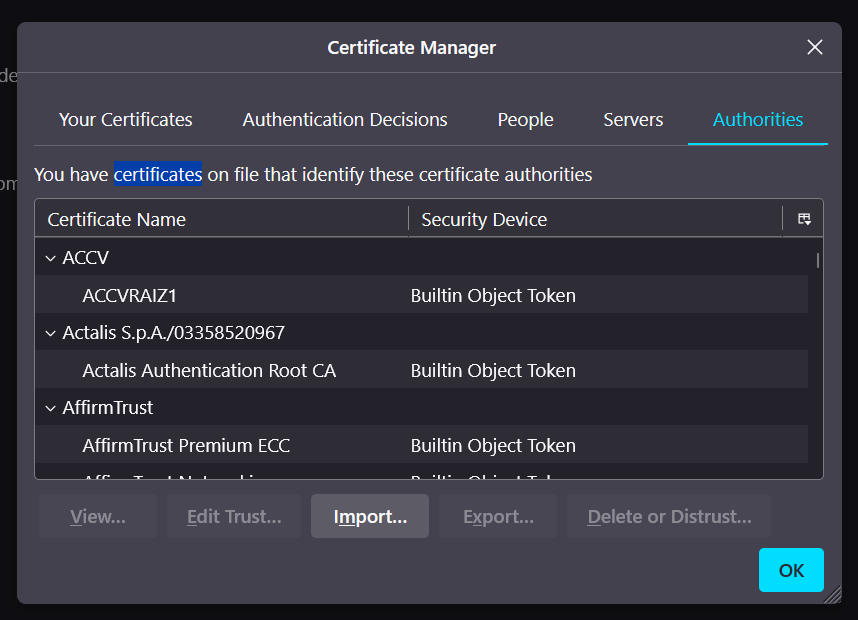 Certificate Manager
de
Your Certificates Authentication Decisions People Servers Authorities
You have certificates on file that identify these certificate authorities
Certificate Name Security Device
ACCV
ACCVRAIZ1 Builtin Object Token
Actalis S.p.A./03358520967
Actalis Authentication Root CA Builtin Object Token
AffirmTrust
AffirmTrust Premium ECC Builtin Object Token
View... Edit Trust... Import... Export... Delete or Distrust...
OK